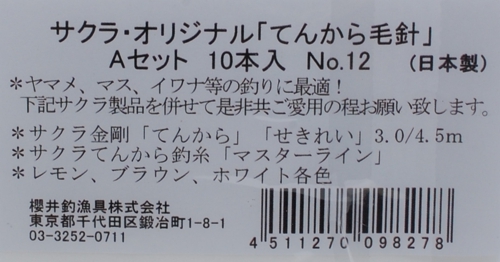 サクラ・オリジナル「てんから毛針」
Aセット 10本入 No.12 (日本製)
＊ヤマメ、マス、イワナ等の釣りに最適！
下記サクラ製品を併せて是非共ご愛用の程お願い致します。
＊サクラ金剛「てんから」「せきれい」3.0/4.5m
＊サクラてんから釣糸「マスターライン」
＊レモン、ブラウン、ホワイト各色
櫻井釣漁具株式会社
東京都千代田区鍛冶町1-8-1
03-3252-0711
4 511270 098278